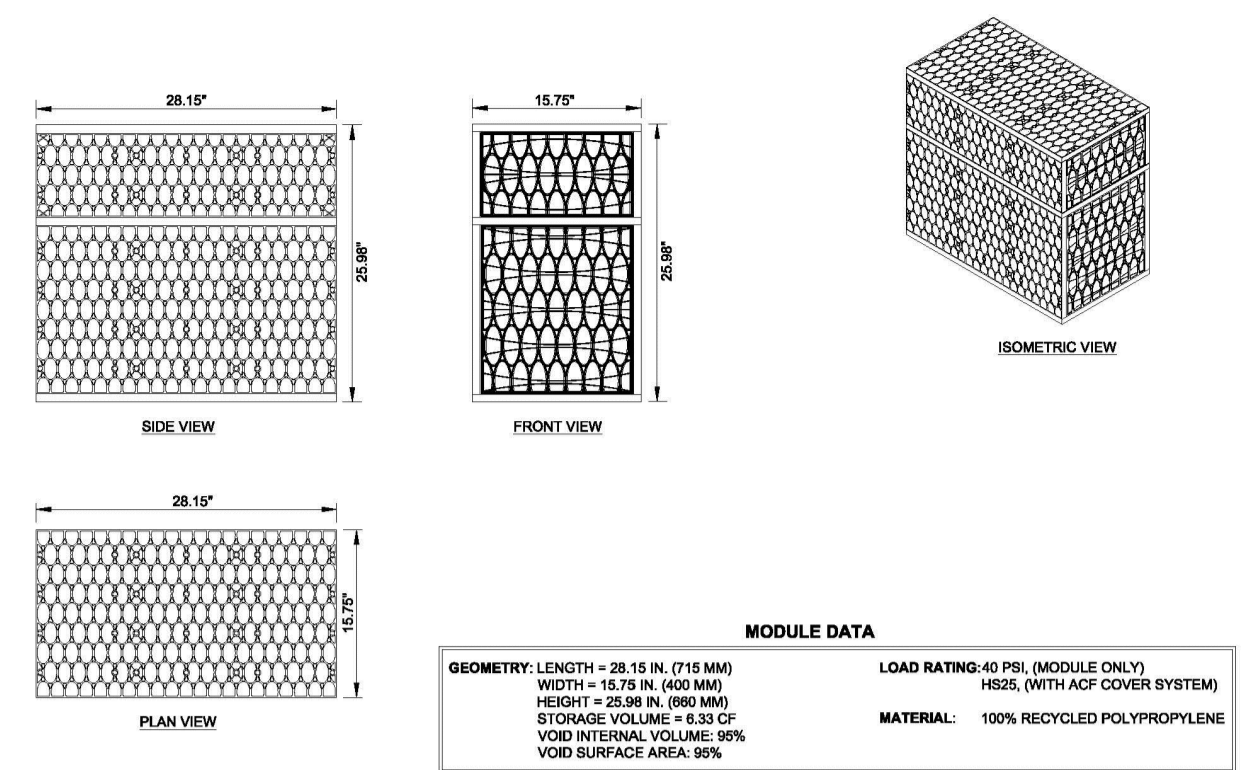 28.15"
25.98"
SIDE VIEW
15.75"
25.98"
FRONT VIEW
ISOMETRIC VIEW
28.15"
15.75"
PLAN VIEW
MODULE DATA
GEOMETRY: LENGTH = 28.15 IN. (715 MM)
WIDTH = 15.75 IN. (400 MM)
HEIGHT = 25.98 IN. (660 MM)
STORAGE VOLUME = 6.33 CF
VOID INTERNAL VOLUME: 95%
VOID SURFACE AREA: 95%
LOAD RATING: 40 PSI, (MODULE ONLY)
HS25, (WITH ACF COVER SYSTEM)
MATERIAL: 100% RECYCLED POLYPROPYLENE